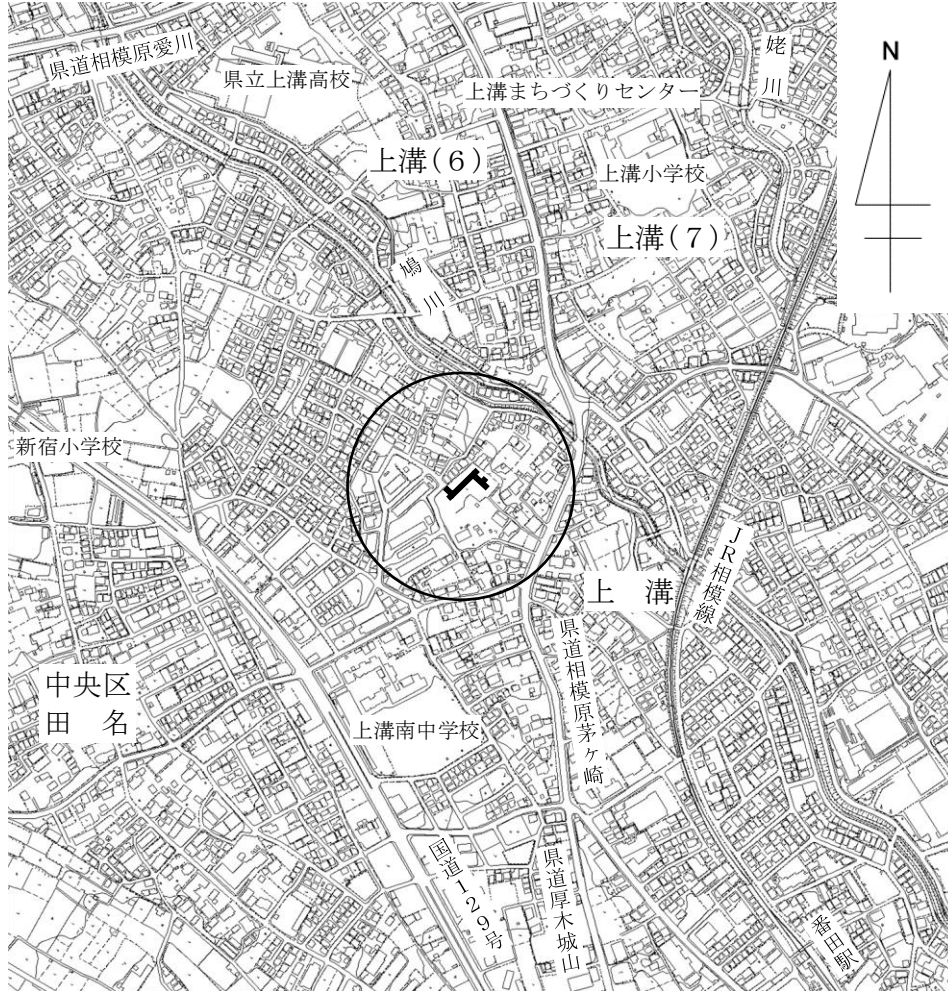 県道相模原愛川
県立上溝高校
姥川
N
上溝まちづくりセンター
上溝(6)
上溝小学校
上溝(7)
鳩川
新宿小学校
JR相模線
上溝
県道相模原茅ヶ崎
中央区
田名
上溝南中学校
国道129号
県道厚木城山
番田駅